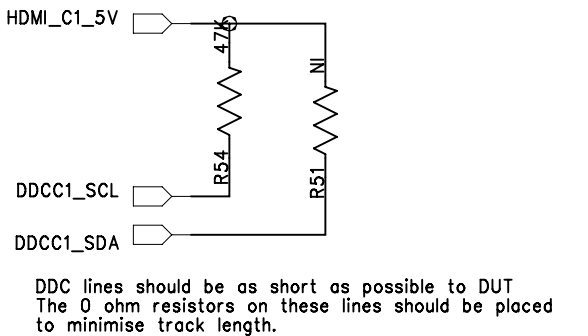 HDMI_C1_5V
47K
NI
R54
R51
DDCC1_SCL
DDCC1_SDA
DDC lines should be as short as possible to DUT
The 0 ohm resistors on these lines should be placed
to minimise track length.